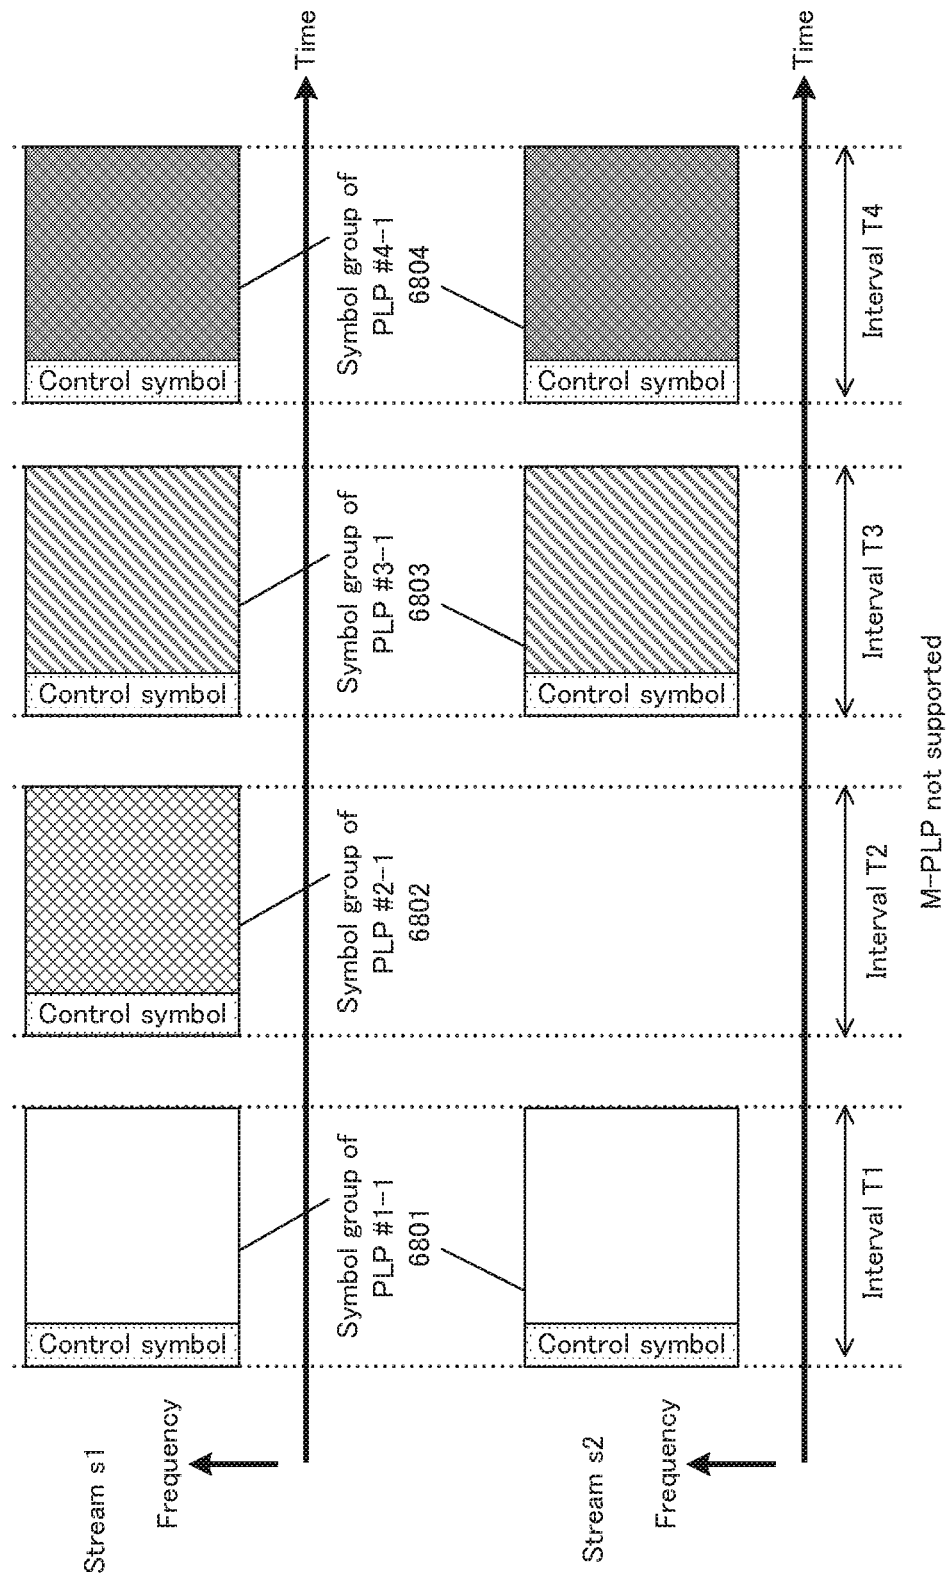 Stream s1
Frequency
Control symbol
Control symbol
Control symbol
Control symbol
Time
Symbol group of
PLP #1-1
6801
Symbol group of
PLP #2-1
6802
Symbol group of
PLP #3-1
6803
Symbol group of
PLP #4-1
6804
Stream s2
Frequency
Control symbol
Control symbol
Control symbol
Time
Interval T1
Interval T2
Interval T3
Interval T4
M-PLP not supported